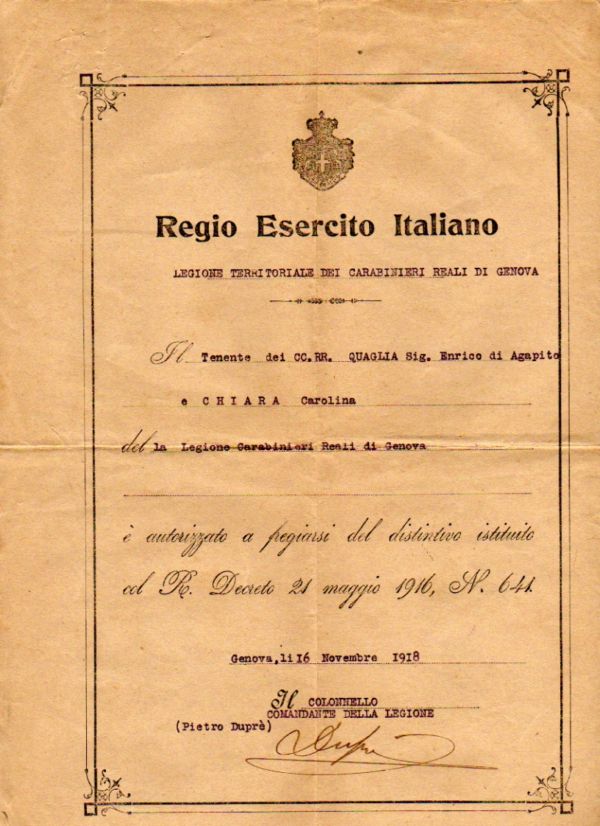 Regio Esercito Italiano
LEGIONE TERRITORIALE DEI CARABINIERI REALI DI GENOVA
Il Tenente dei CC.RR. QUAGLIA Sig. Enrico di Agapito
e CHIARA Carolina
del la Legione Carabinieri Reali di Genova
è autorizzato a fregiarsi del distintivo istituito
col R. Decreto 21 maggio 1916, N. 641.
Genova, li 16 Novembre 1918
Il COLONNELLO
COMANDANTE DELLA LEGIONE
(Pietro Duprè)
Duprè